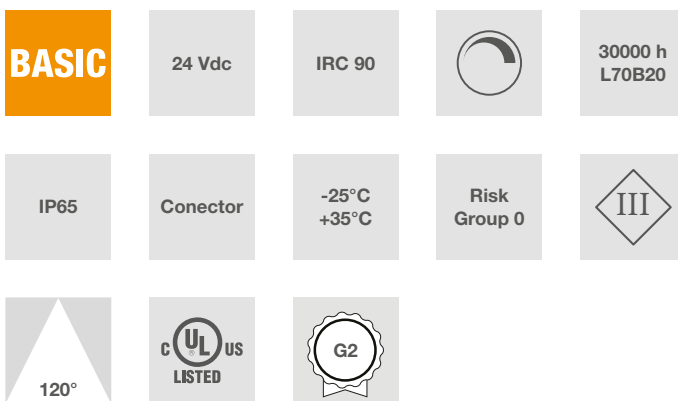 BASIC
24 Vdc
IRC 90
30000 h
L70B20
IP65
Conector
-25°C
+35°C
Risk
Group 0
III
120°
C UL US
®
LISTED
G2